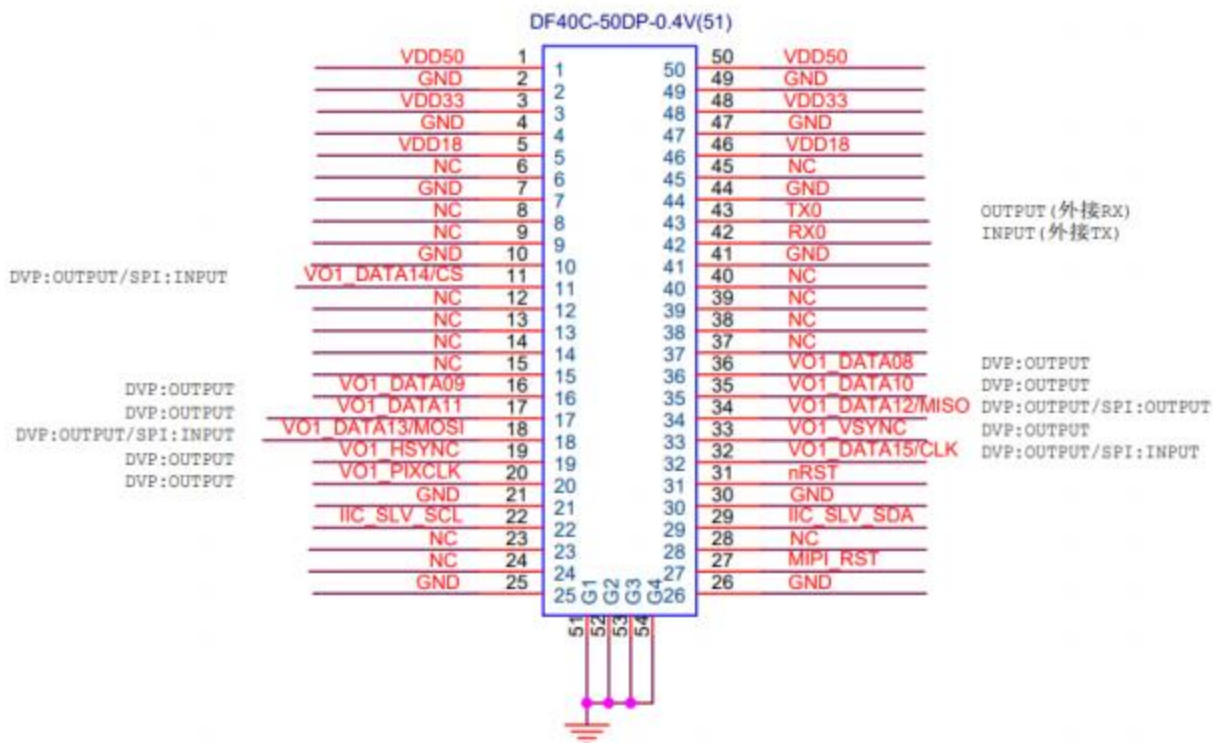 DF40C-50DP-0.4V(51)
VDD50 1 1 50 50 VDD50
GND 2 2 49 49 GND
VDD33 3 3 48 48 VDD33
GND 4 4 47 47 GND
VDD18 5 5 46 46 VDD18
NC 6 6 45 45 NC
GND 7 7 44 44 GND
NC 8 8 43 43 TX0 OUTPUT(外接RX)
NC 9 9 42 42 RX0 INPUT(外接TX)
GND 10 10 41 41 GND
DVP:OUTPUT/SPI:INPUT VO1_DATA14/CS 11 11 40 40 NC
NC 12 12 39 39 NC
NC 13 13 38 38 NC
NC 14 14 37 37 NC
NC 15 15 36 36 VO1_DATA08 DVP:OUTPUT
DVP:OUTPUT VO1_DATA09 16 16 35 35 VO1_DATA10 DVP:OUTPUT
DVP:OUTPUT VO1_DATA11 17 17 34 34 VO1_DATA12/MISO DVP:OUTPUT/SPI:OUTPUT
DVP:OUTPUT/SPI:INPUT VO1_DATA13/MOSI 18 18 33 33 VO1_VSYNC DVP:OUTPUT
DVP:OUTPUT VO1_HSYNC 19 19 32 32 VO1_DATA15/CLK DVP:OUTPUT/SPI:INPUT
DVP:OUTPUT VO1_PIXCLK 20 20 31 31 nRST
GND 21 21 30 30 GND
IIC_SLV_SCL 22 22 29 29 IIC_SLV_SDA
NC 23 23 28 28 NC
NC 24 24 27 27 MIPI_RST
GND 25 25 26 26 GND
G1 G2 G3 G4
51 52 53 54